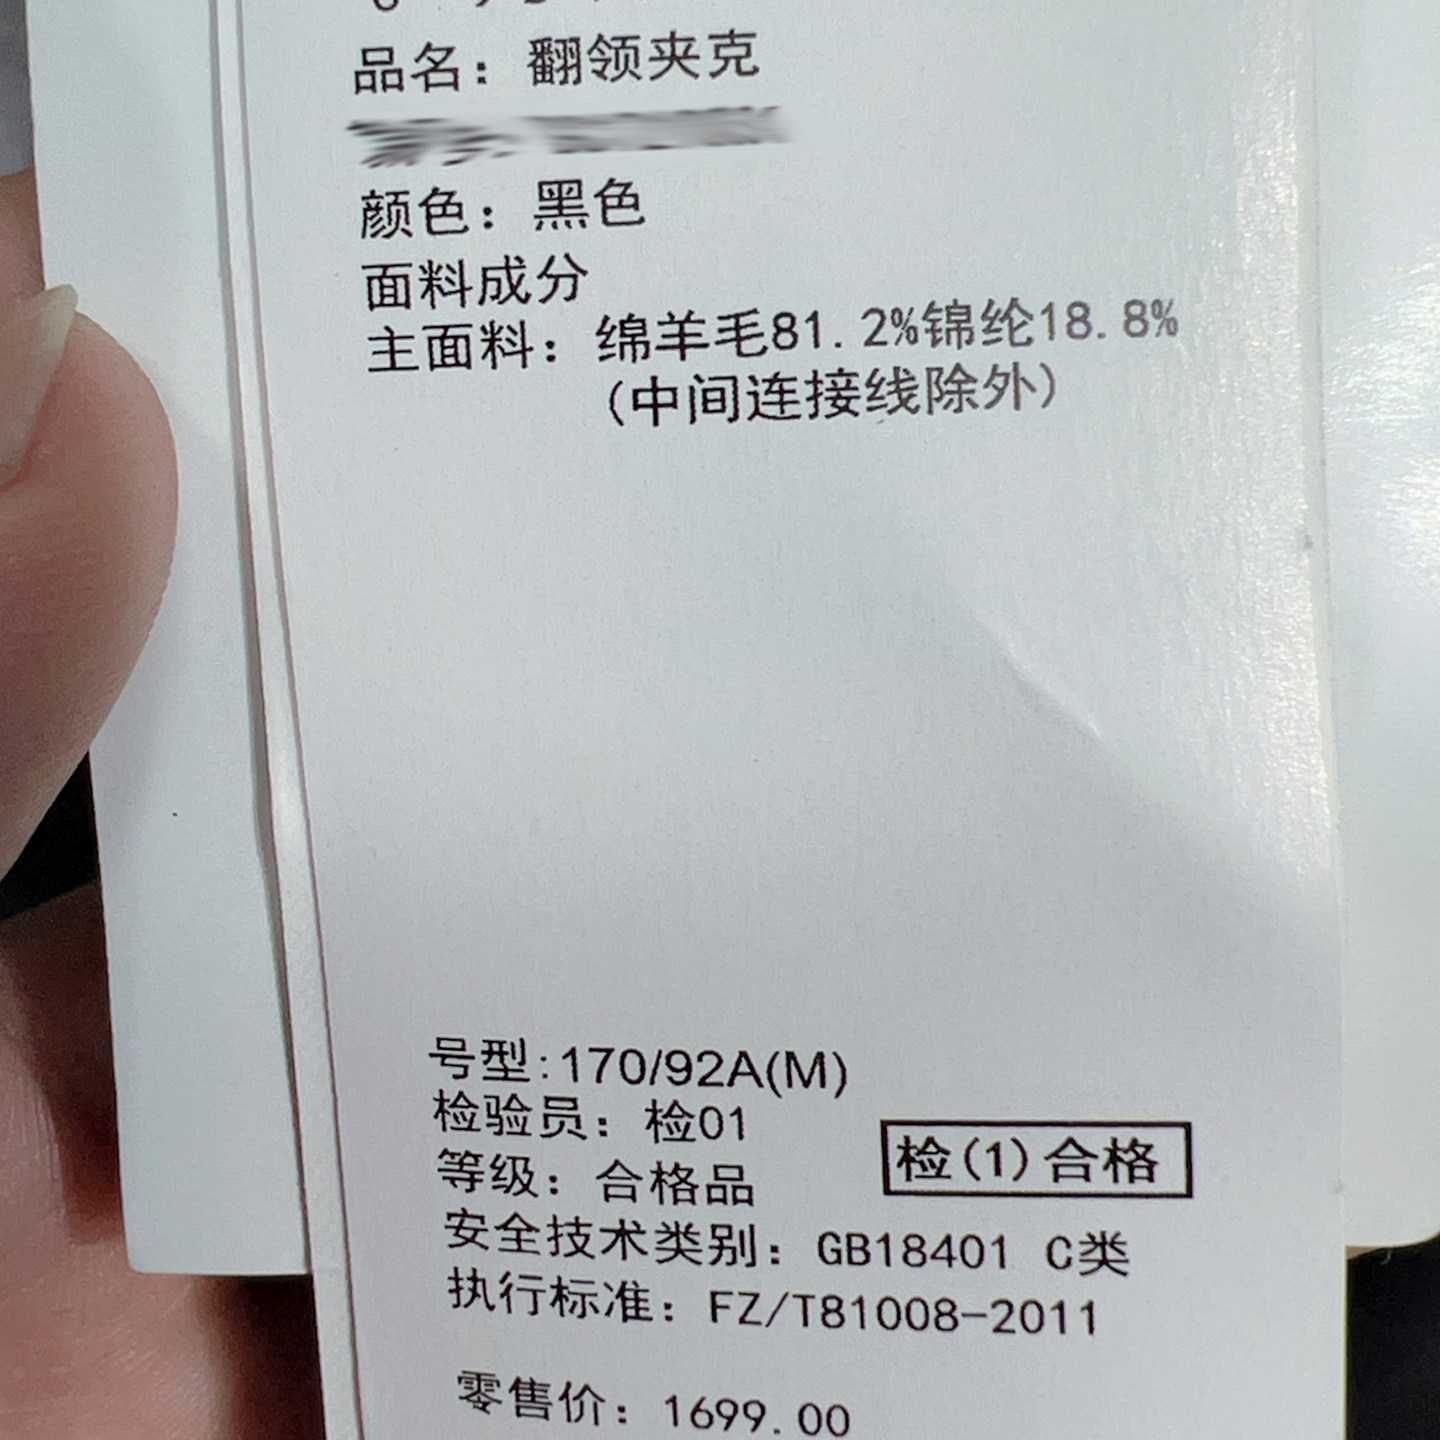 品名：翻领夹克
颜色：黑色
面料成分
主面料：绵羊毛81.2%锦纶18.8%
(中间连接线除外)
号型:170/92A(M)
检验员：检01
等级：合格品
检(1)合格
安全技术类别：GB18401 C类
执行标准：FZ/T81008-2011
零售价：1699.00